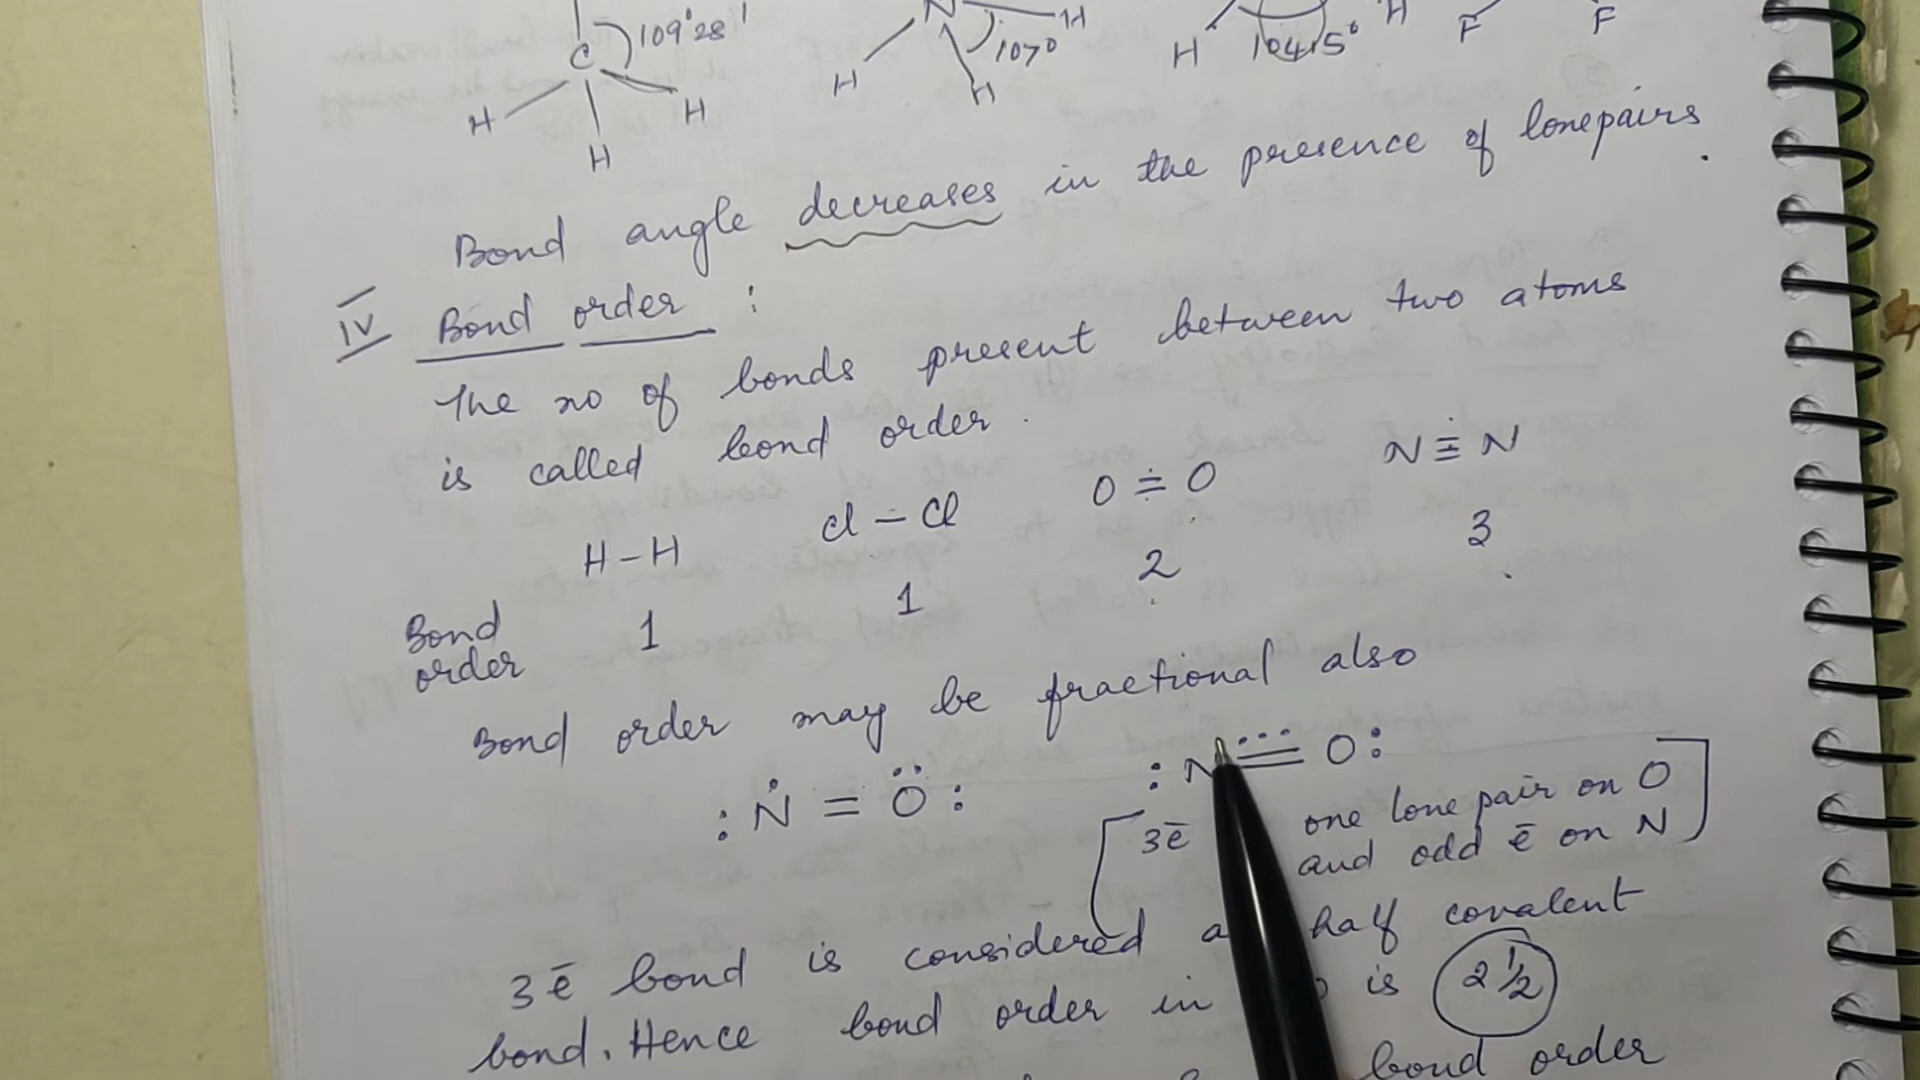 109°28'
C
H
H
H
N
H
107°
H
H
H
104.5°
H
F
F
Bond angle decreases in the presence of lonepairs.
IV Bond order :
The no of bonds present between two atoms
is called bond order.
H-H Cl-Cl O=O N≡N
Bond order 1 1 2 3
Bond order may be fractional also
:Ṅ = Ö: :N ... O:
3ē one lone pair on O
and odd ē on N
3ē bond is considered a half covalent
bond. Hence bond order in is 2 1/2
bond order